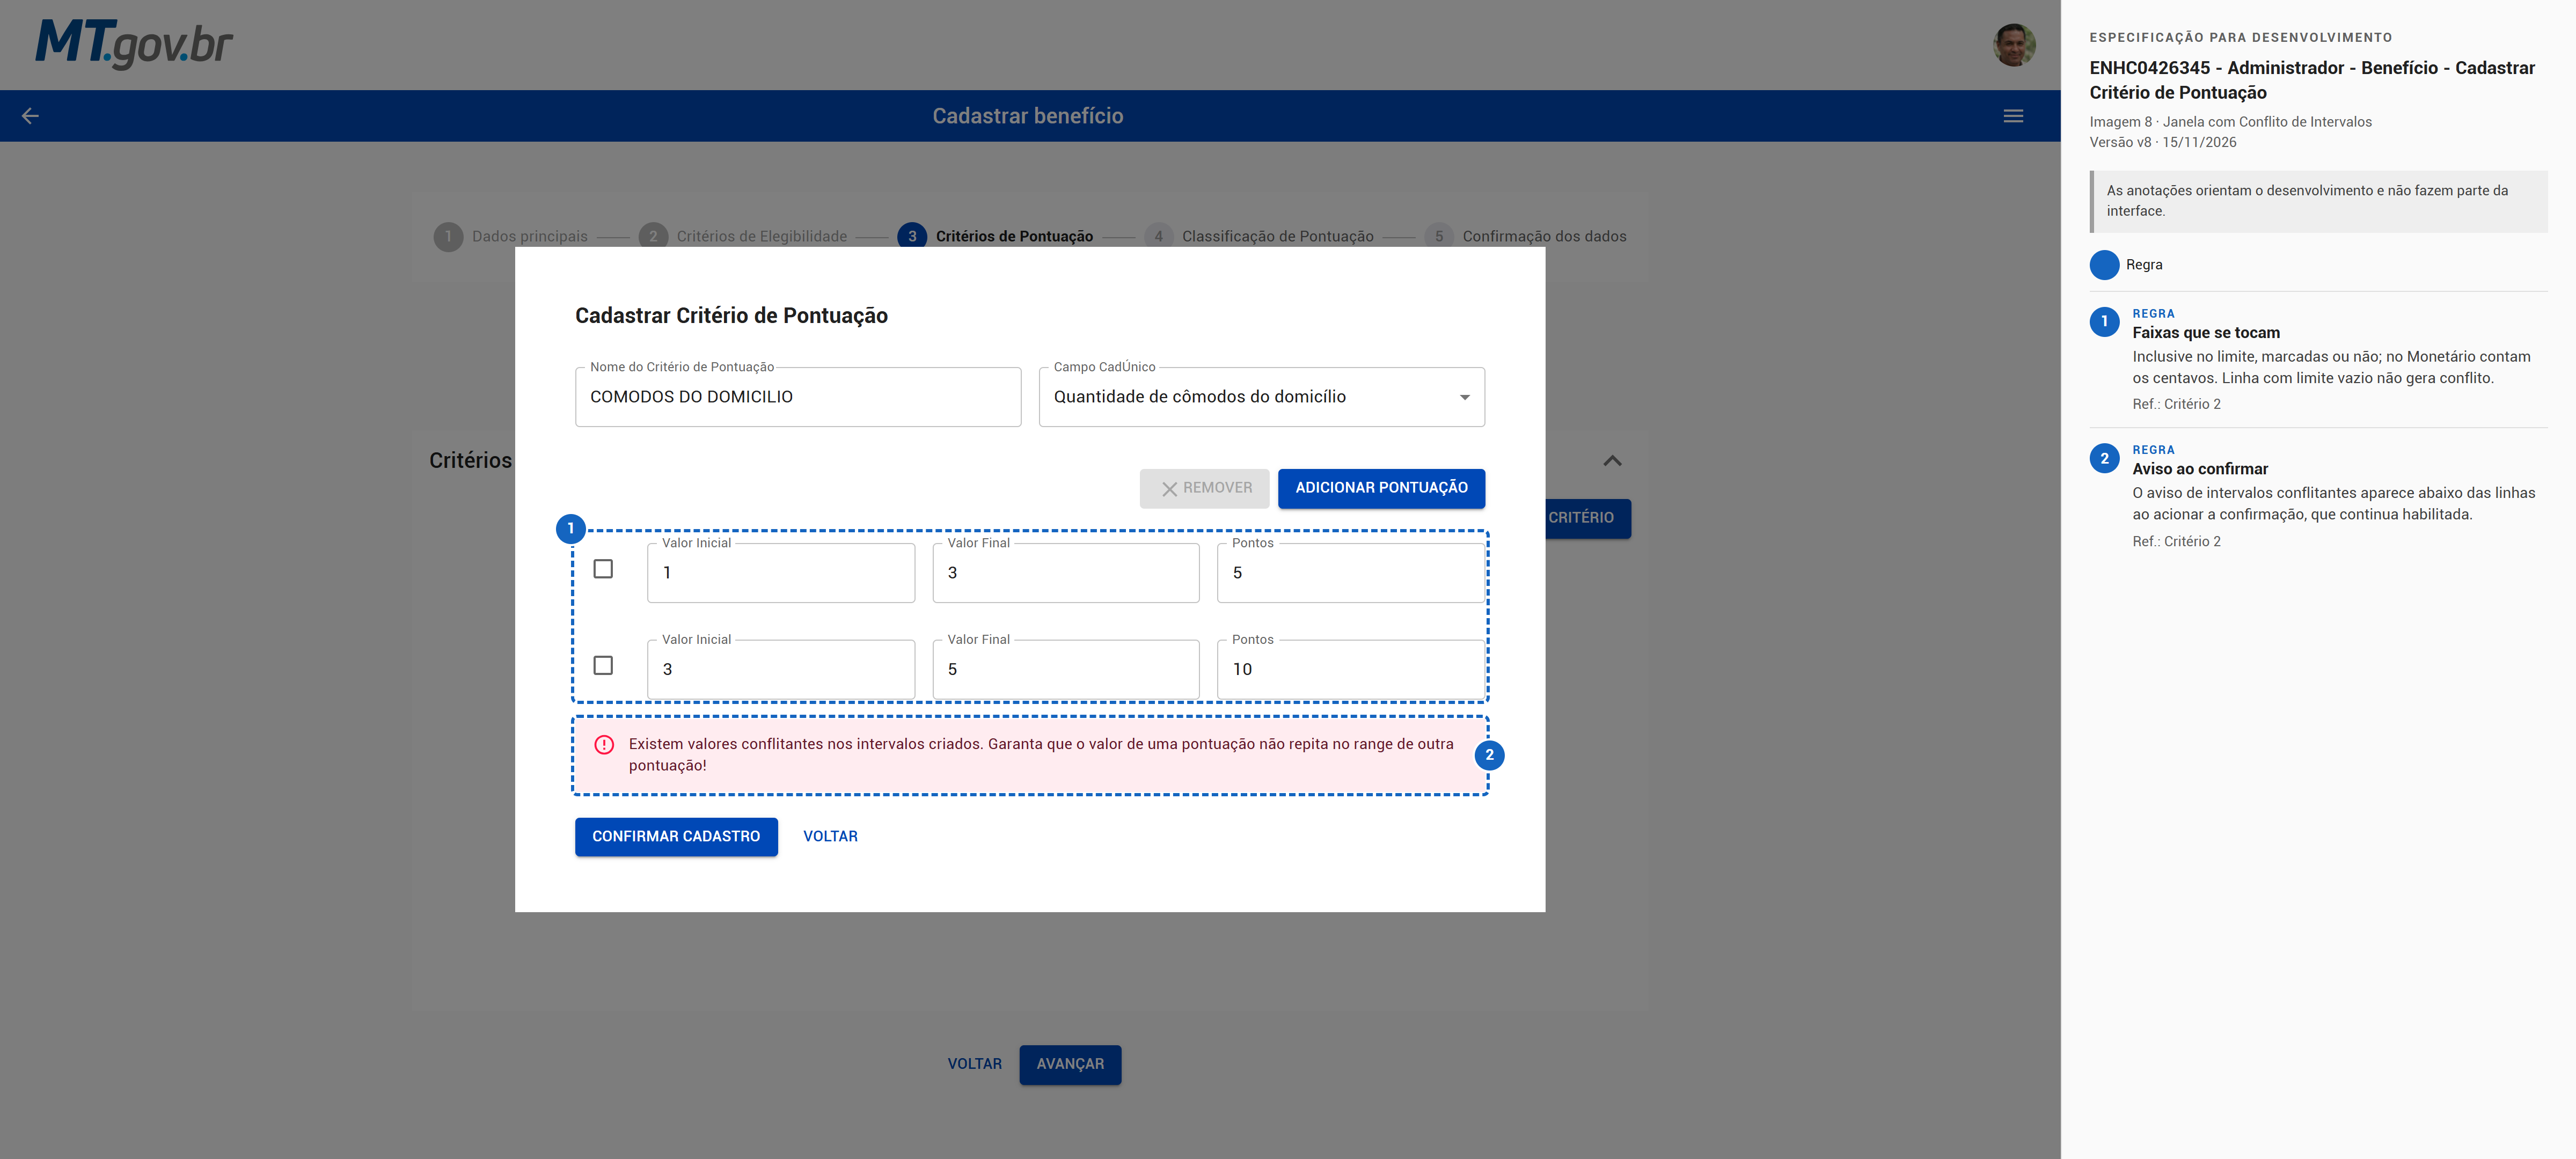 MT.gov.br
Cadastrar benefício
1 Dados principais
2 Critérios de Elegibilidade
3 Critérios de Pontuação
4 Classificação de Pontuação
5 Confirmação dos dados
Critérios
CRITÉRIO
Cadastrar Critério de Pontuação
Nome do Critério de Pontuação
COMODOS DO DOMICILIO
Campo CadÚnico
Quantidade de cômodos do domicílio
REMOVER
ADICIONAR PONTUAÇÃO
1
Valor Inicial
1
Valor Final
3
Pontos
5
Valor Inicial
3
Valor Final
5
Pontos
10
Existem valores conflitantes nos intervalos criados. Garanta que o valor de uma pontuação não repita no range de outra
pontuação!
2
CONFIRMAR CADASTRO
VOLTAR
VOLTAR
AVANÇAR
ESPECIFICAÇÃO PARA DESENVOLVIMENTO
ENHC0426345 - Administrador - Benefício - Cadastrar
Critério de Pontuação
Imagem 8 · Janela com Conflito de Intervalos
Versão v8 · 15/11/2026
As anotações orientam o desenvolvimento e não fazem parte da
interface.
Regra
1
REGRA
Faixas que se tocam
Inclusive no limite, marcadas ou não; no Monetário contam
os centavos. Linha com limite vazio não gera conflito.
Ref.: Critério 2
2
REGRA
Aviso ao confirmar
O aviso de intervalos conflitantes aparece abaixo das linhas
ao acionar a confirmação, que continua habilitada.
Ref.: Critério 2